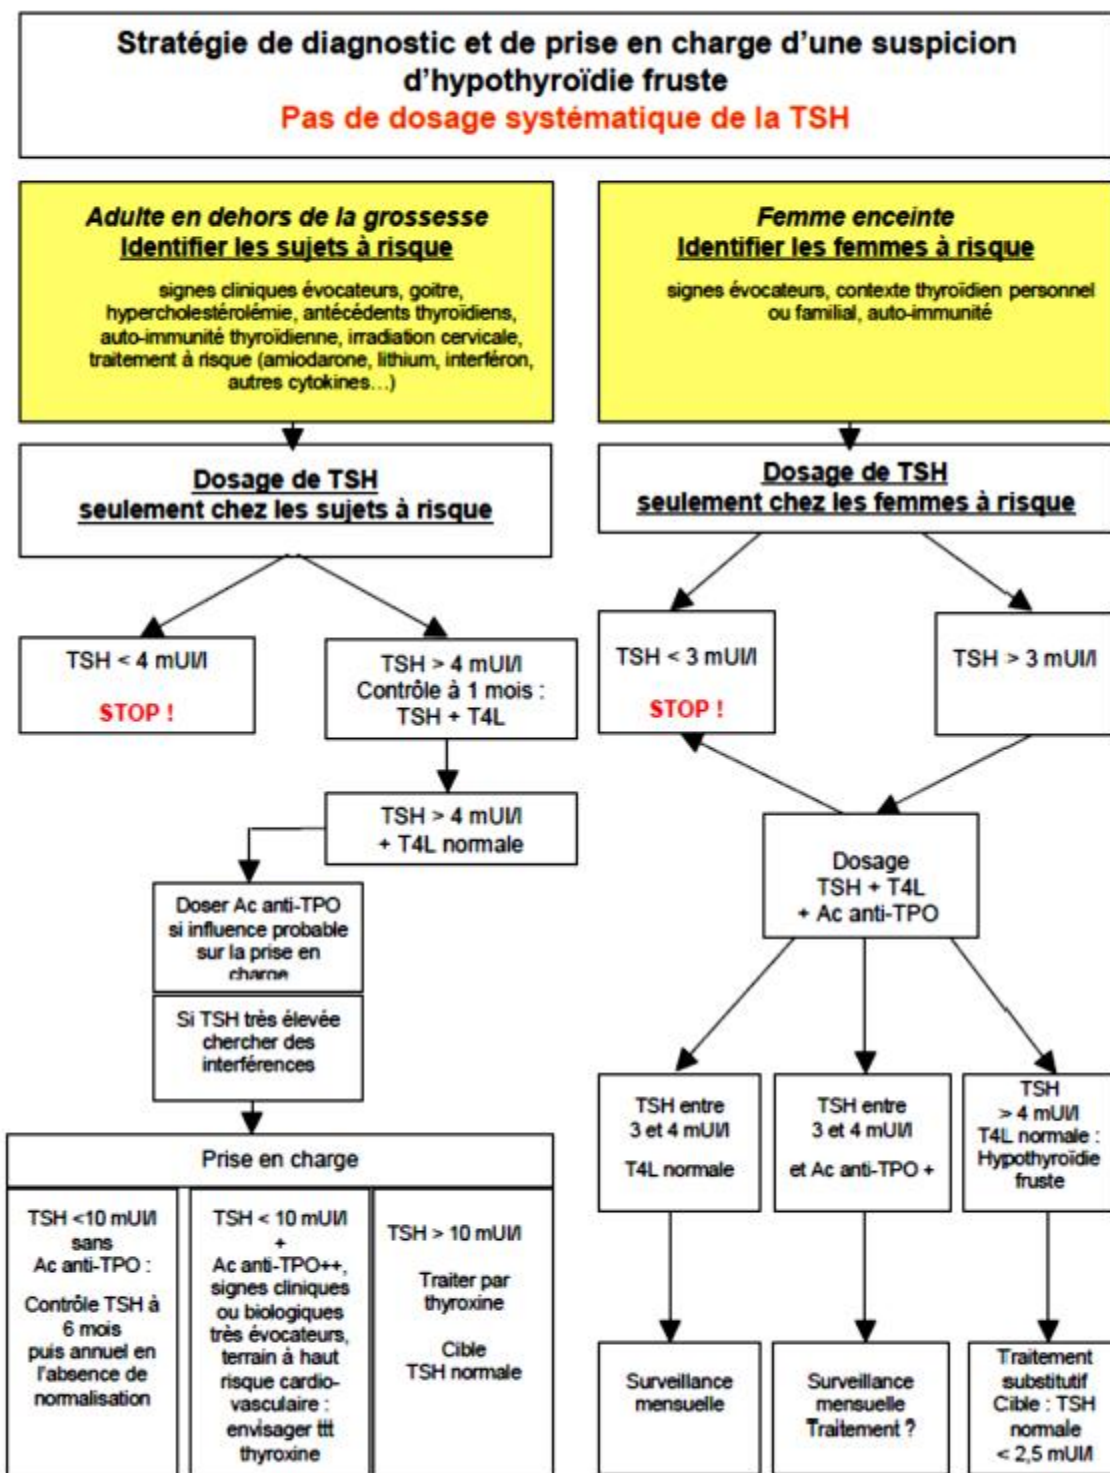 Stratégie de diagnostic et de prise en charge d'une suspicion
d'hypothyroïdie fruste
Pas de dosage systématique de la TSH
Adulte en dehors de la grossesse
Identifier les sujets à risque
signes cliniques évocateurs, goitre,
hypercholestérolémie, antécédents thyroïdiens,
auto-immunité thyroïdienne, irradiation cervicale,
traitement à risque (amiodarone, lithium, interféron,
autres cytokines…)
Dosage de TSH
seulement chez les sujets à risque
TSH < 4 mUI/l
STOP !
TSH > 4 mUI/l
Contrôle à 1 mois :
TSH + T4L
TSH > 4 mUI/l
+ T4L normale
Doser Ac anti-TPO
si influence probable
sur la prise en
charge
Si TSH très élevée
chercher des
interférences
Prise en charge
TSH <10 mUI/l
sans
Ac anti-TPO :
Contrôle TSH à
6 mois
puis annuel en
l'absence de
normalisation
TSH < 10 mUI/l
+
Ac anti-TPO++,
signes cliniques
ou biologiques
très évocateurs,
terrain à haut
risque cardio-
vasculaire :
envisager ttt
thyroxine
TSH > 10 mUI/l
Traiter par
thyroxine
Cible
TSH normale
Femme enceinte
Identifier les femmes à risque
signes évocateurs, contexte thyroïdien personnel
ou familial, auto-immunité
Dosage de TSH
seulement chez les femmes à risque
TSH < 3 mUI/l
STOP !
TSH > 3 mUI/l
Dosage
TSH + T4L
+ Ac anti-TPO
TSH entre
3 et 4 mUI/l
T4L normale
TSH entre
3 et 4 mUI/l
et Ac anti-TPO +
TSH
> 4 mUI/l
T4L normale :
Hypothyroïdie
fruste
Surveillance
mensuelle
Surveillance
mensuelle
Traitement ?
Traitement
substitutif
Cible : TSH
normale
< 2,5 mUI/l